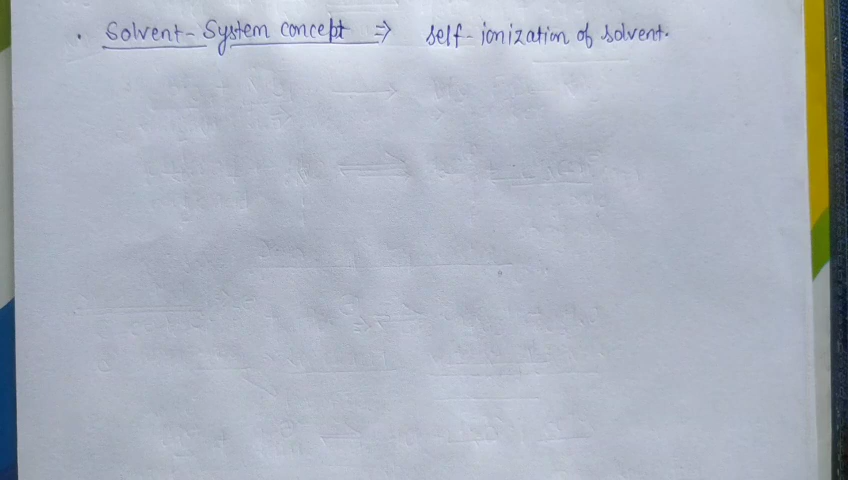 . Solvent-System concept ⇒ self-ionization of solvent.